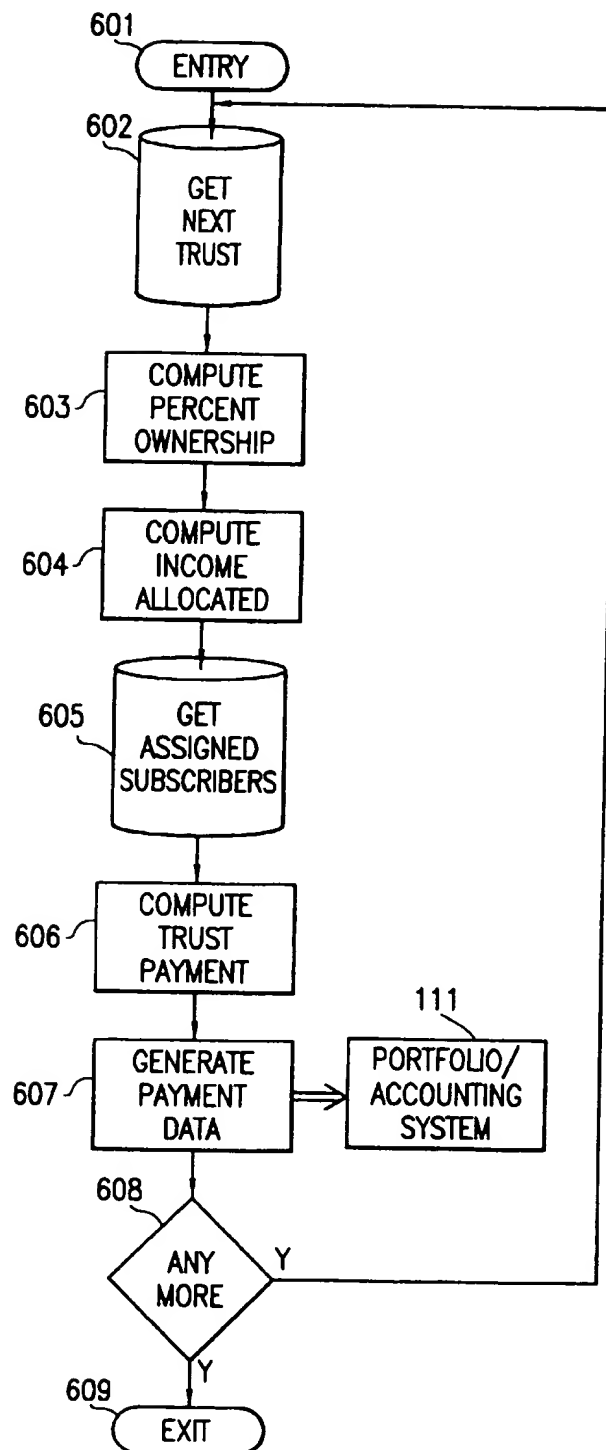 601
ENTRY
602
GET
NEXT
TRUST
603
COMPUTE
PERCENT
OWNERSHIP
604
COMPUTE
INCOME
ALLOCATED
605
GET
ASSIGNED
SUBSCRIBERS
606
COMPUTE
TRUST
PAYMENT
607
GENERATE
PAYMENT
DATA
111
PORTFOLIO/
ACCOUNTING
SYSTEM
608
ANY
MORE
Y
Y
609
EXIT